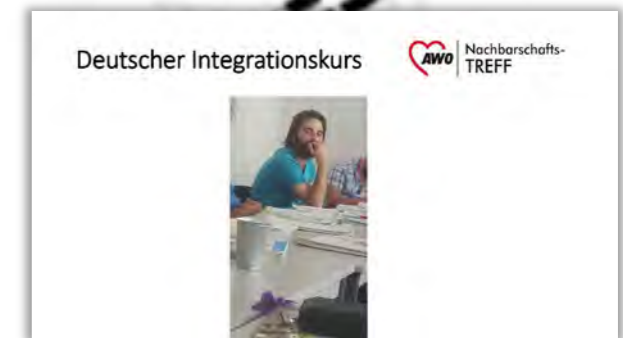 Deutscher Integrationskurs
AWO
Nachbarschafts-
TREFF